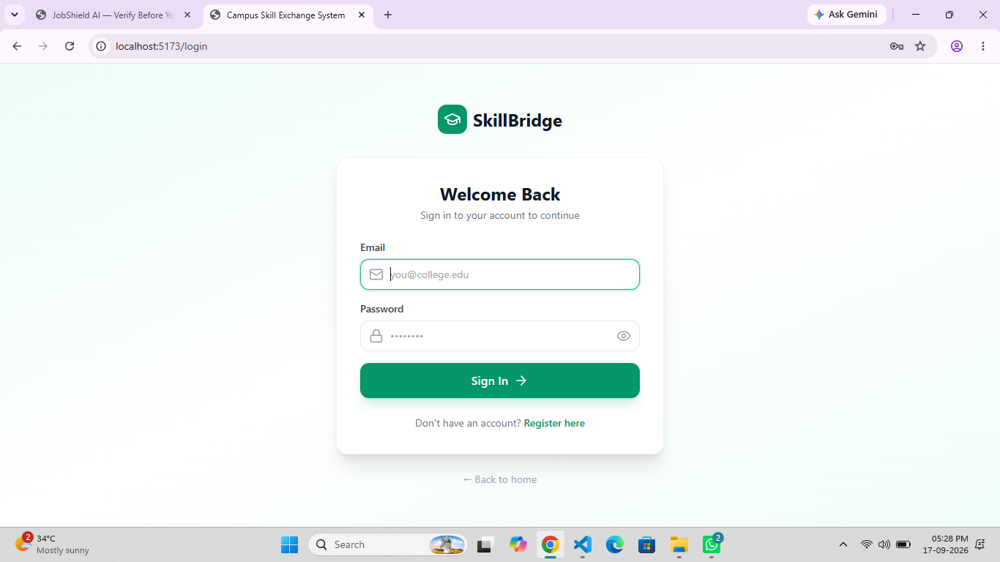 JobShield AI — Verify Before Yo
Campus Skill Exchange System
Ask Gemini
localhost:5173/login
SkillBridge
Welcome Back
Sign in to your account to continue
Email
you@college.edu
Password
••••••••
Sign In →
Don't have an account? Register here
← Back to home
2
34°C
Mostly sunny
Search
2
05:28 PM
17-09-2026